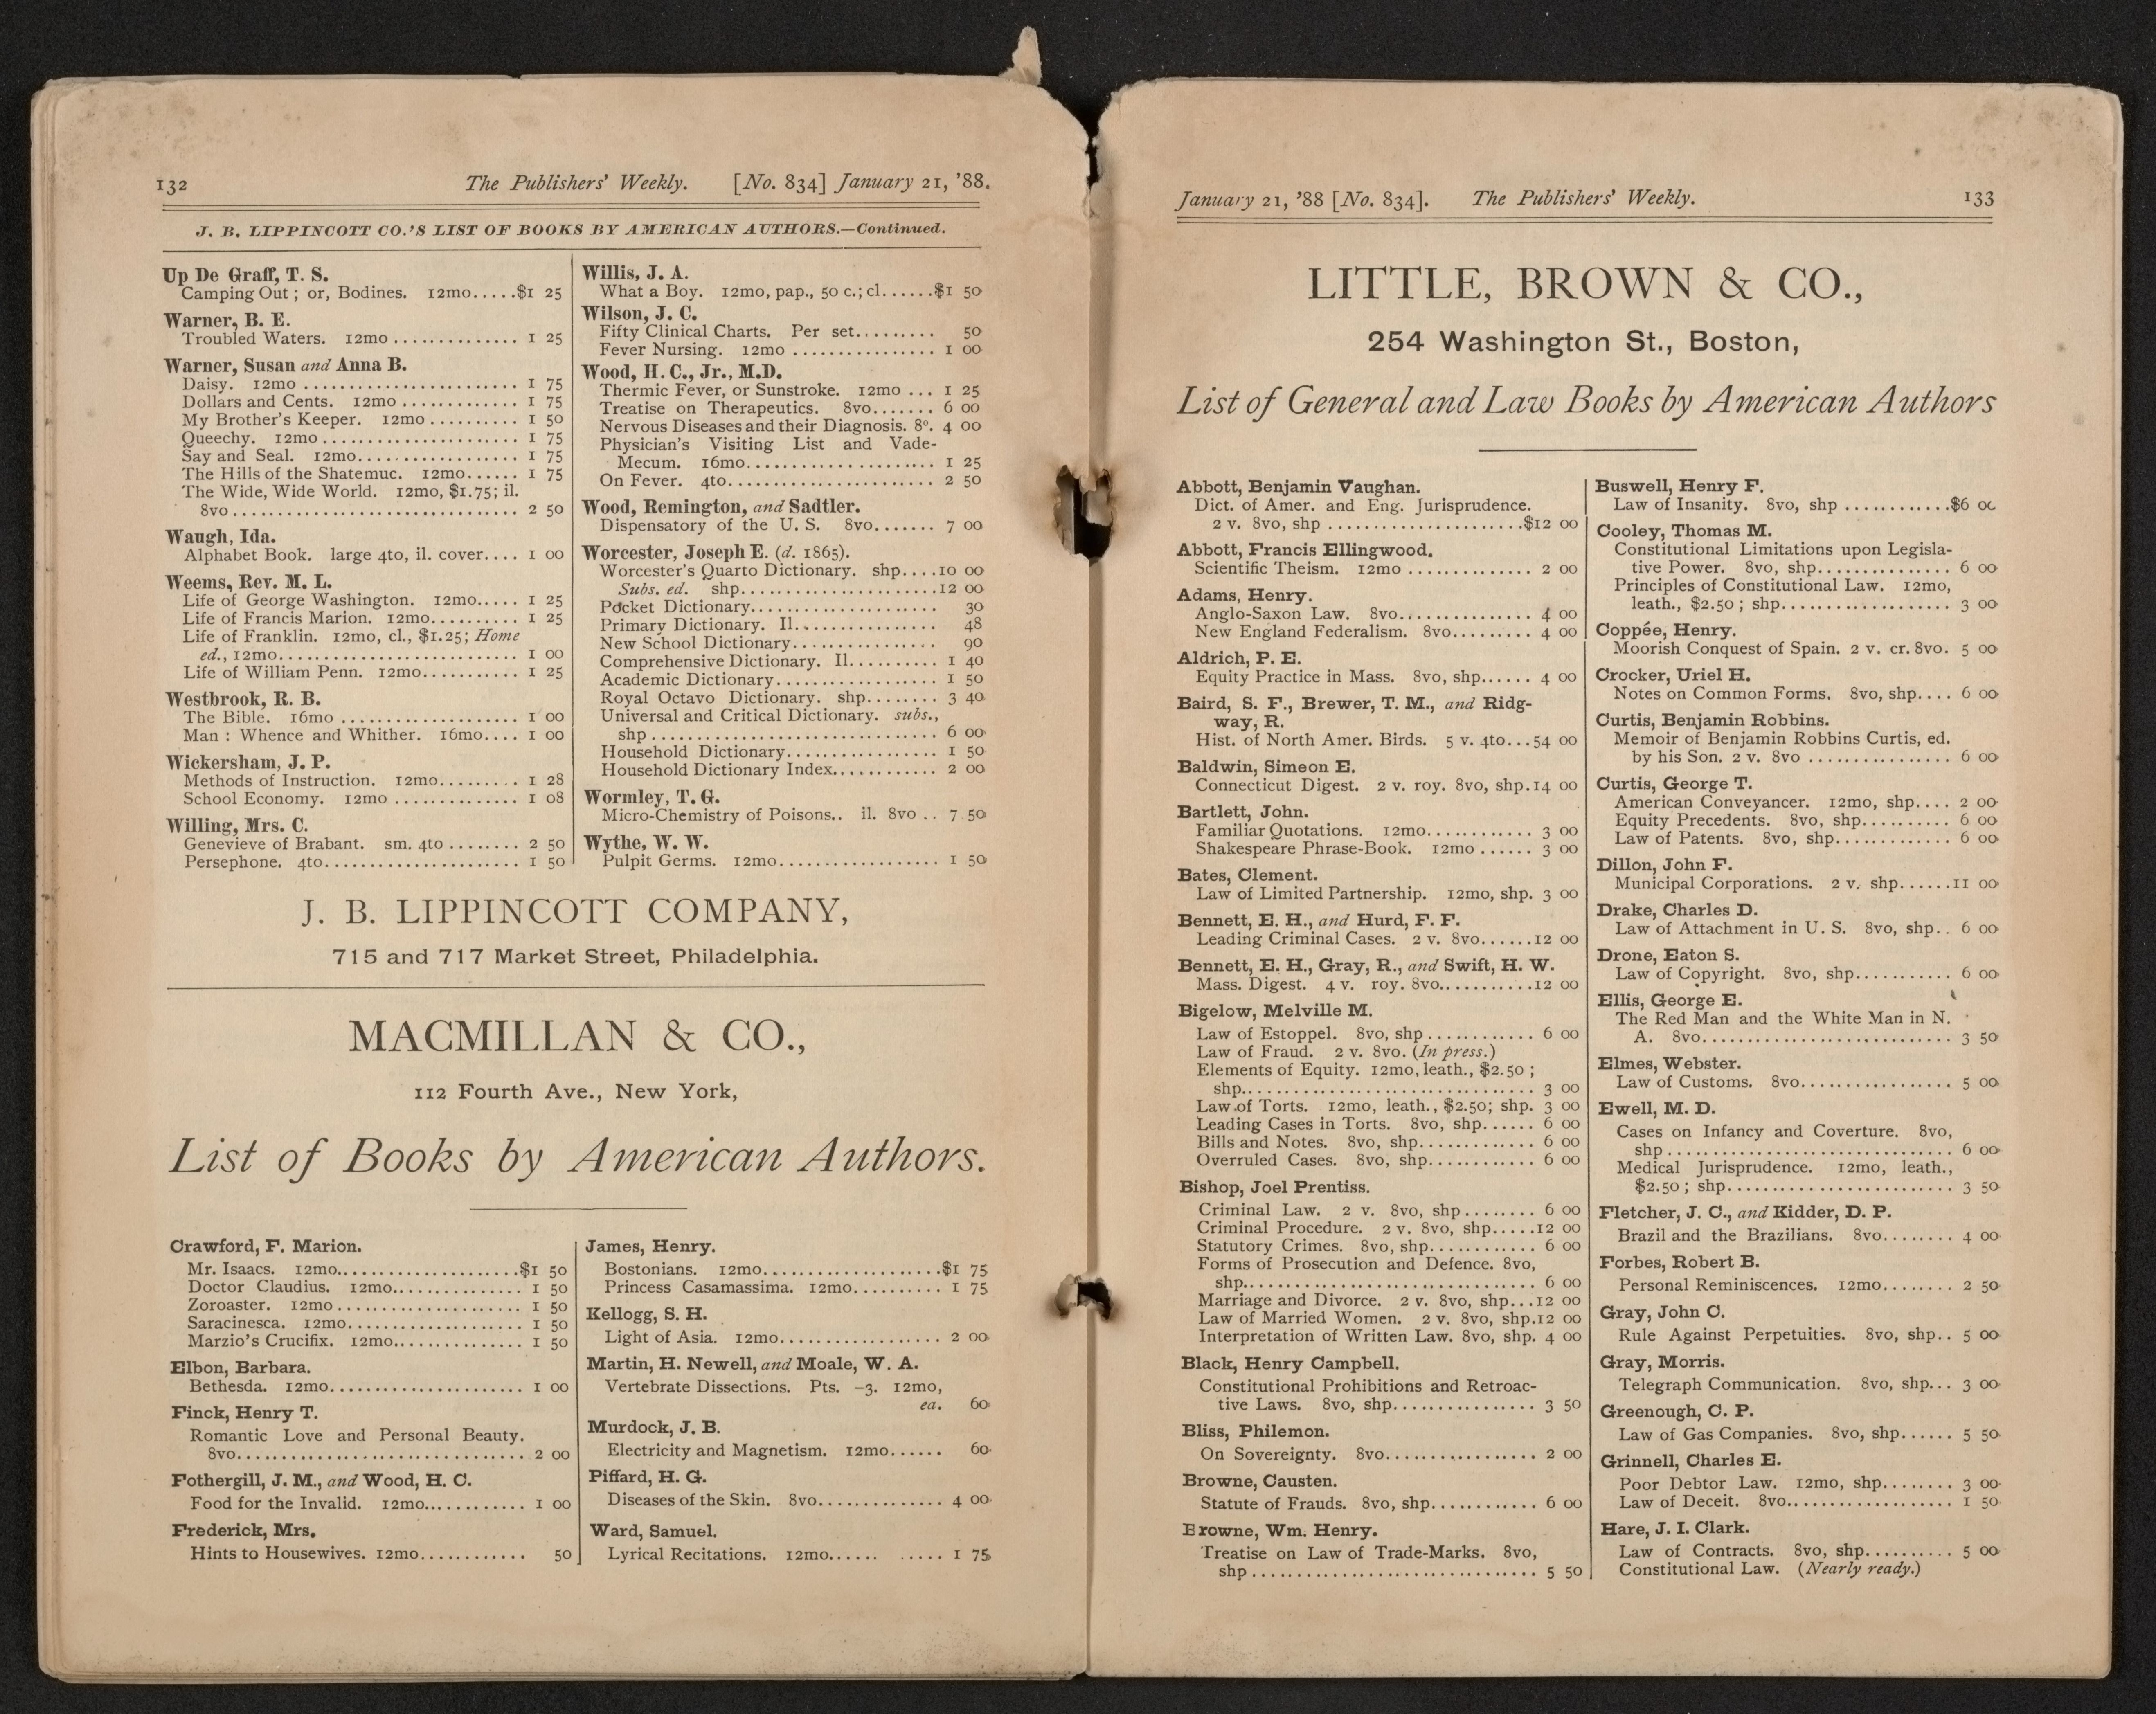 132 The Publishers' Weekly. [No. 834] January 21, '88.
J. B. LIPPINCOTT CO.'S LIST OF BOOKS BY AMERICAN AUTHORS.—Continued.
Up De Graff, T. S.
Camping Out; or, Bodines. 12mo.....$1 25
Warner, B. E.
Troubled Waters. 12mo.............. 1 25
Warner, Susan and Anna B.
Daisy. 12mo........................ 1 75
Dollars and Cents. 12mo............. 1 75
My Brother's Keeper. 12mo.......... 1 50
Queechy. 12mo...................... 1 75
Say and Seal. 12mo.................. 1 75
The Hills of the Shatemuc. 12mo...... 1 75
The Wide, Wide World. 12mo, $1.75; il.
8vo................................ 2 50
Waugh, Ida.
Alphabet Book. large 4to, il. cover.... 1 00
Weems, Rev. M. L.
Life of George Washington. 12mo..... 1 25
Life of Francis Marion. 12mo.......... 1 25
Life of Franklin. 12mo, cl., $1.25; Home
ed., 12mo........................... 1 00
Life of William Penn. 12mo........... 1 25
Westbrook, R. B.
The Bible. 16mo.................... 1 00
Man: Whence and Whither. 16mo.... 1 00
Wickersham, J. P.
Methods of Instruction. 12mo......... 1 28
School Economy. 12mo.............. 1 08
Willing, Mrs. C.
Genevieve of Brabant. sm. 4to........ 2 50
Persephone. 4to...................... 1 50
Willis, J. A.
What a Boy. 12mo, pap., 50 c.; cl......$1 50
Wilson, J. C.
Fifty Clinical Charts. Per set......... 50
Fever Nursing. 12mo................ 1 00
Wood, H. C., Jr., M.D.
Thermic Fever, or Sunstroke. 12mo... 1 25
Treatise on Therapeutics. 8vo....... 6 00
Nervous Diseases and their Diagnosis. 8º. 4 00
Physician's Visiting List and Vade-
Mecum. 16mo..................... 1 25
On Fever. 4to....................... 2 50
Wood, Remington, and Sadtler.
Dispensatory of the U. S. 8vo....... 7 00
Worcester, Joseph E. (d. 1865).
Worcester's Quarto Dictionary. shp....10 00
Subs. ed. shp......................12 00
Pocket Dictionary..................... 30
Primary Dictionary. Il................ 48
New School Dictionary................ 90
Comprehensive Dictionary. Il.......... 1 40
Academic Dictionary.................. 1 50
Royal Octavo Dictionary. shp........ 3 40
Universal and Critical Dictionary. subs.,
shp................................ 6 00
Household Dictionary................. 1 50
Household Dictionary Index............ 2 00
Wormley, T. G.
Micro-Chemistry of Poisons.. il. 8vo.. 7 50
Wythe, W. W.
Pulpit Germs. 12mo.................. 1 50
J. B. LIPPINCOTT COMPANY,
715 and 717 Market Street, Philadelphia.
MACMILLAN & CO.,
112 Fourth Ave., New York,
List of Books by American Authors.
Crawford, F. Marion.
Mr. Isaacs. 12mo....................$1 50
Doctor Claudius. 12mo............... 1 50
Zoroaster. 12mo..................... 1 50
Saracinesca. 12mo.................... 1 50
Marzio's Crucifix. 12mo............... 1 50
Elbon, Barbara.
Bethesda. 12mo...................... 1 00
Finck, Henry T.
Romantic Love and Personal Beauty.
8vo................................ 2 00
Fothergill, J. M., and Wood, H. C.
Food for the Invalid. 12mo............ 1 00
Frederick, Mrs.
Hints to Housewives. 12mo............ 50
James, Henry.
Bostonians. 12mo....................$1 75
Princess Casamassima. 12mo.......... 1 75
Kellogg, S. H.
Light of Asia. 12mo.................. 2 00
Martin, H. Newell, and Moale, W. A.
Vertebrate Dissections. Pts. –3. 12mo,
ea. 60
Murdock, J. B.
Electricity and Magnetism. 12mo...... 60
Piffard, H. G.
Diseases of the Skin. 8vo.............. 4 00
Ward, Samuel.
Lyrical Recitations. 12mo...... ...... 1 75
January 21, '88 [No. 834]. The Publishers' Weekly. 133
LITTLE, BROWN & CO.,
254 Washington St., Boston,
List of General and Law Books by American Authors
Abbott, Benjamin Vaughan.
Dict. of Amer. and Eng. Jurisprudence.
2 v. 8vo, shp......................$12 00
Abbott, Francis Ellingwood.
Scientific Theism. 12mo.............. 2 00
Adams, Henry.
Anglo-Saxon Law. 8vo............... 4 00
New England Federalism. 8vo......... 4 00
Aldrich, P. E.
Equity Practice in Mass. 8vo, shp...... 4 00
Baird, S. F., Brewer, T. M., and Ridg-
way, R.
Hist. of North Amer. Birds. 5 v. 4to...54 00
Baldwin, Simeon E.
Connecticut Digest. 2 v. roy. 8vo, shp.14 00
Bartlett, John.
Familiar Quotations. 12mo............ 3 00
Shakespeare Phrase-Book. 12mo...... 3 00
Bates, Clement.
Law of Limited Partnership. 12mo, shp. 3 00
Bennett, E. H., and Hurd, F. F.
Leading Criminal Cases. 2 v. 8vo......12 00
Bennett, E. H., Gray, R., and Swift, H. W.
Mass. Digest. 4 v. roy. 8vo...........12 00
Bigelow, Melville M.
Law of Estoppel. 8vo, shp............ 6 00
Law of Fraud. 2 v. 8vo. (In press.)
Elements of Equity. 12mo, leath., $2.50;
shp................................ 3 00
Law of Torts. 12mo, leath., $2.50; shp. 3 00
Leading Cases in Torts. 8vo, shp...... 6 00
Bills and Notes. 8vo, shp............. 6 00
Overruled Cases. 8vo, shp............ 6 00
Bishop, Joel Prentiss.
Criminal Law. 2 v. 8vo, shp........ 6 00
Criminal Procedure. 2 v. 8vo, shp.....12 00
Statutory Crimes. 8vo, shp............ 6 00
Forms of Prosecution and Defence. 8vo,
shp................................ 6 00
Marriage and Divorce. 2 v. 8vo, shp...12 00
Law of Married Women. 2 v. 8vo, shp.12 00
Interpretation of Written Law. 8vo, shp. 4 00
Black, Henry Campbell.
Constitutional Prohibitions and Retroac-
tive Laws. 8vo, shp................ 3 50
Bliss, Philemon.
On Sovereignty. 8vo................. 2 00
Browne, Causten.
Statute of Frauds. 8vo, shp............ 6 00
Browne, Wm. Henry.
Treatise on Law of Trade-Marks. 8vo,
shp................................ 5 50
Buswell, Henry F.
Law of Insanity. 8vo, shp............$6 00
Cooley, Thomas M.
Constitutional Limitations upon Legisla-
tive Power. 8vo, shp............... 6 00
Principles of Constitutional Law. 12mo,
leath., $2.50; shp................... 3 00
Coppée, Henry.
Moorish Conquest of Spain. 2 v. cr. 8vo. 5 00
Crocker, Uriel H.
Notes on Common Forms. 8vo, shp.... 6 00
Curtis, Benjamin Robbins.
Memoir of Benjamin Robbins Curtis, ed.
by his Son. 2 v. 8vo................ 6 00
Curtis, George T.
American Conveyancer. 12mo, shp.... 2 00
Equity Precedents. 8vo, shp.......... 6 00
Law of Patents. 8vo, shp............. 6 00
Dillon, John F.
Municipal Corporations. 2 v. shp......11 00
Drake, Charles D.
Law of Attachment in U. S. 8vo, shp.. 6 00
Drone, Eaton S.
Law of Copyright. 8vo, shp........... 6 00
Ellis, George E.
The Red Man and the White Man in N.
A. 8vo............................ 3 50
Elmes, Webster.
Law of Customs. 8vo................. 5 00
Ewell, M. D.
Cases on Infancy and Coverture. 8vo,
shp................................ 6 00
Medical Jurisprudence. 12mo, leath.,
$2.50; shp......................... 3 50
Fletcher, J. C., and Kidder, D. P.
Brazil and the Brazilians. 8vo........ 4 00
Forbes, Robert B.
Personal Reminiscences. 12mo........ 2 50
Gray, John C.
Rule Against Perpetuities. 8vo, shp.. 5 00
Gray, Morris.
Telegraph Communication. 8vo, shp... 3 00
Greenough, C. P.
Law of Gas Companies. 8vo, shp...... 5 50
Grinnell, Charles E.
Poor Debtor Law. 12mo, shp........ 3 00
Law of Deceit. 8vo................... 1 50
Hare, J. I. Clark.
Law of Contracts. 8vo, shp.......... 5 00
Constitutional Law. (Nearly ready.)